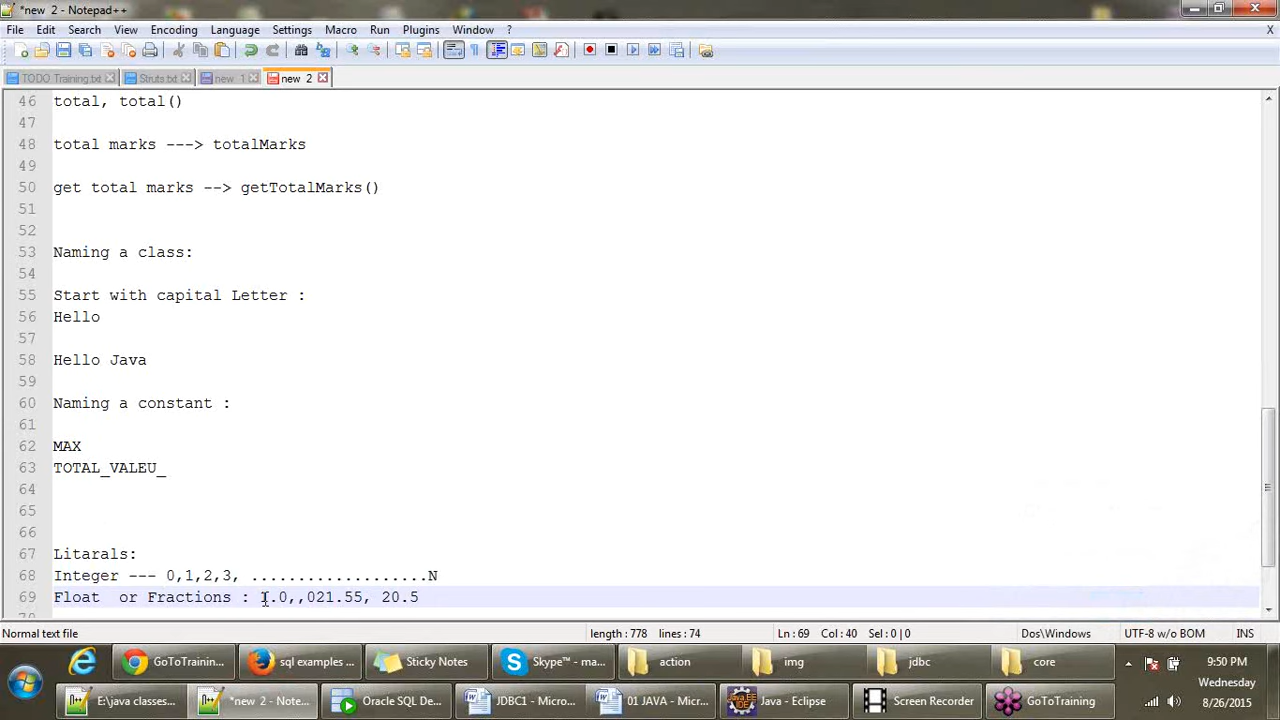 *new 2 - Notepad++
File Edit Search View Encoding Language Settings Macro Run Plugins Window ? X
TODO Training.txt Struts.txt new 1 new 2
46 total, total()
47
48 total marks ---> totalMarks
49
50 get total marks --> getTotalMarks()
51
52
53 Naming a class:
54
55 Start with capital Letter :
56 Hello
57
58 Hello Java
59
60 Naming a constant :
61
62 MAX
63 TOTAL_VALEU_
64
65
66
67 Litarals:
68 Integer --- 0,1,2,3, ...................N
69 Float or Fractions : .0,,021.55, 20.5
Normal text file length : 778 lines : 74 Ln : 69 Col : 40 Sel : 0 | 0 Dos\Windows UTF-8 w/o BOM INS
GoToTrainin... sql examples ... Sticky Notes Skype™ - ma... action img jdbc core 9:50 PM
Wednesday
E:\java classes... *new 2 - Note... Oracle SQL De... JDBC1 - Micro... 01 JAVA - Micr... Java - Eclipse Screen Recorder GoToTraining 8/26/2015